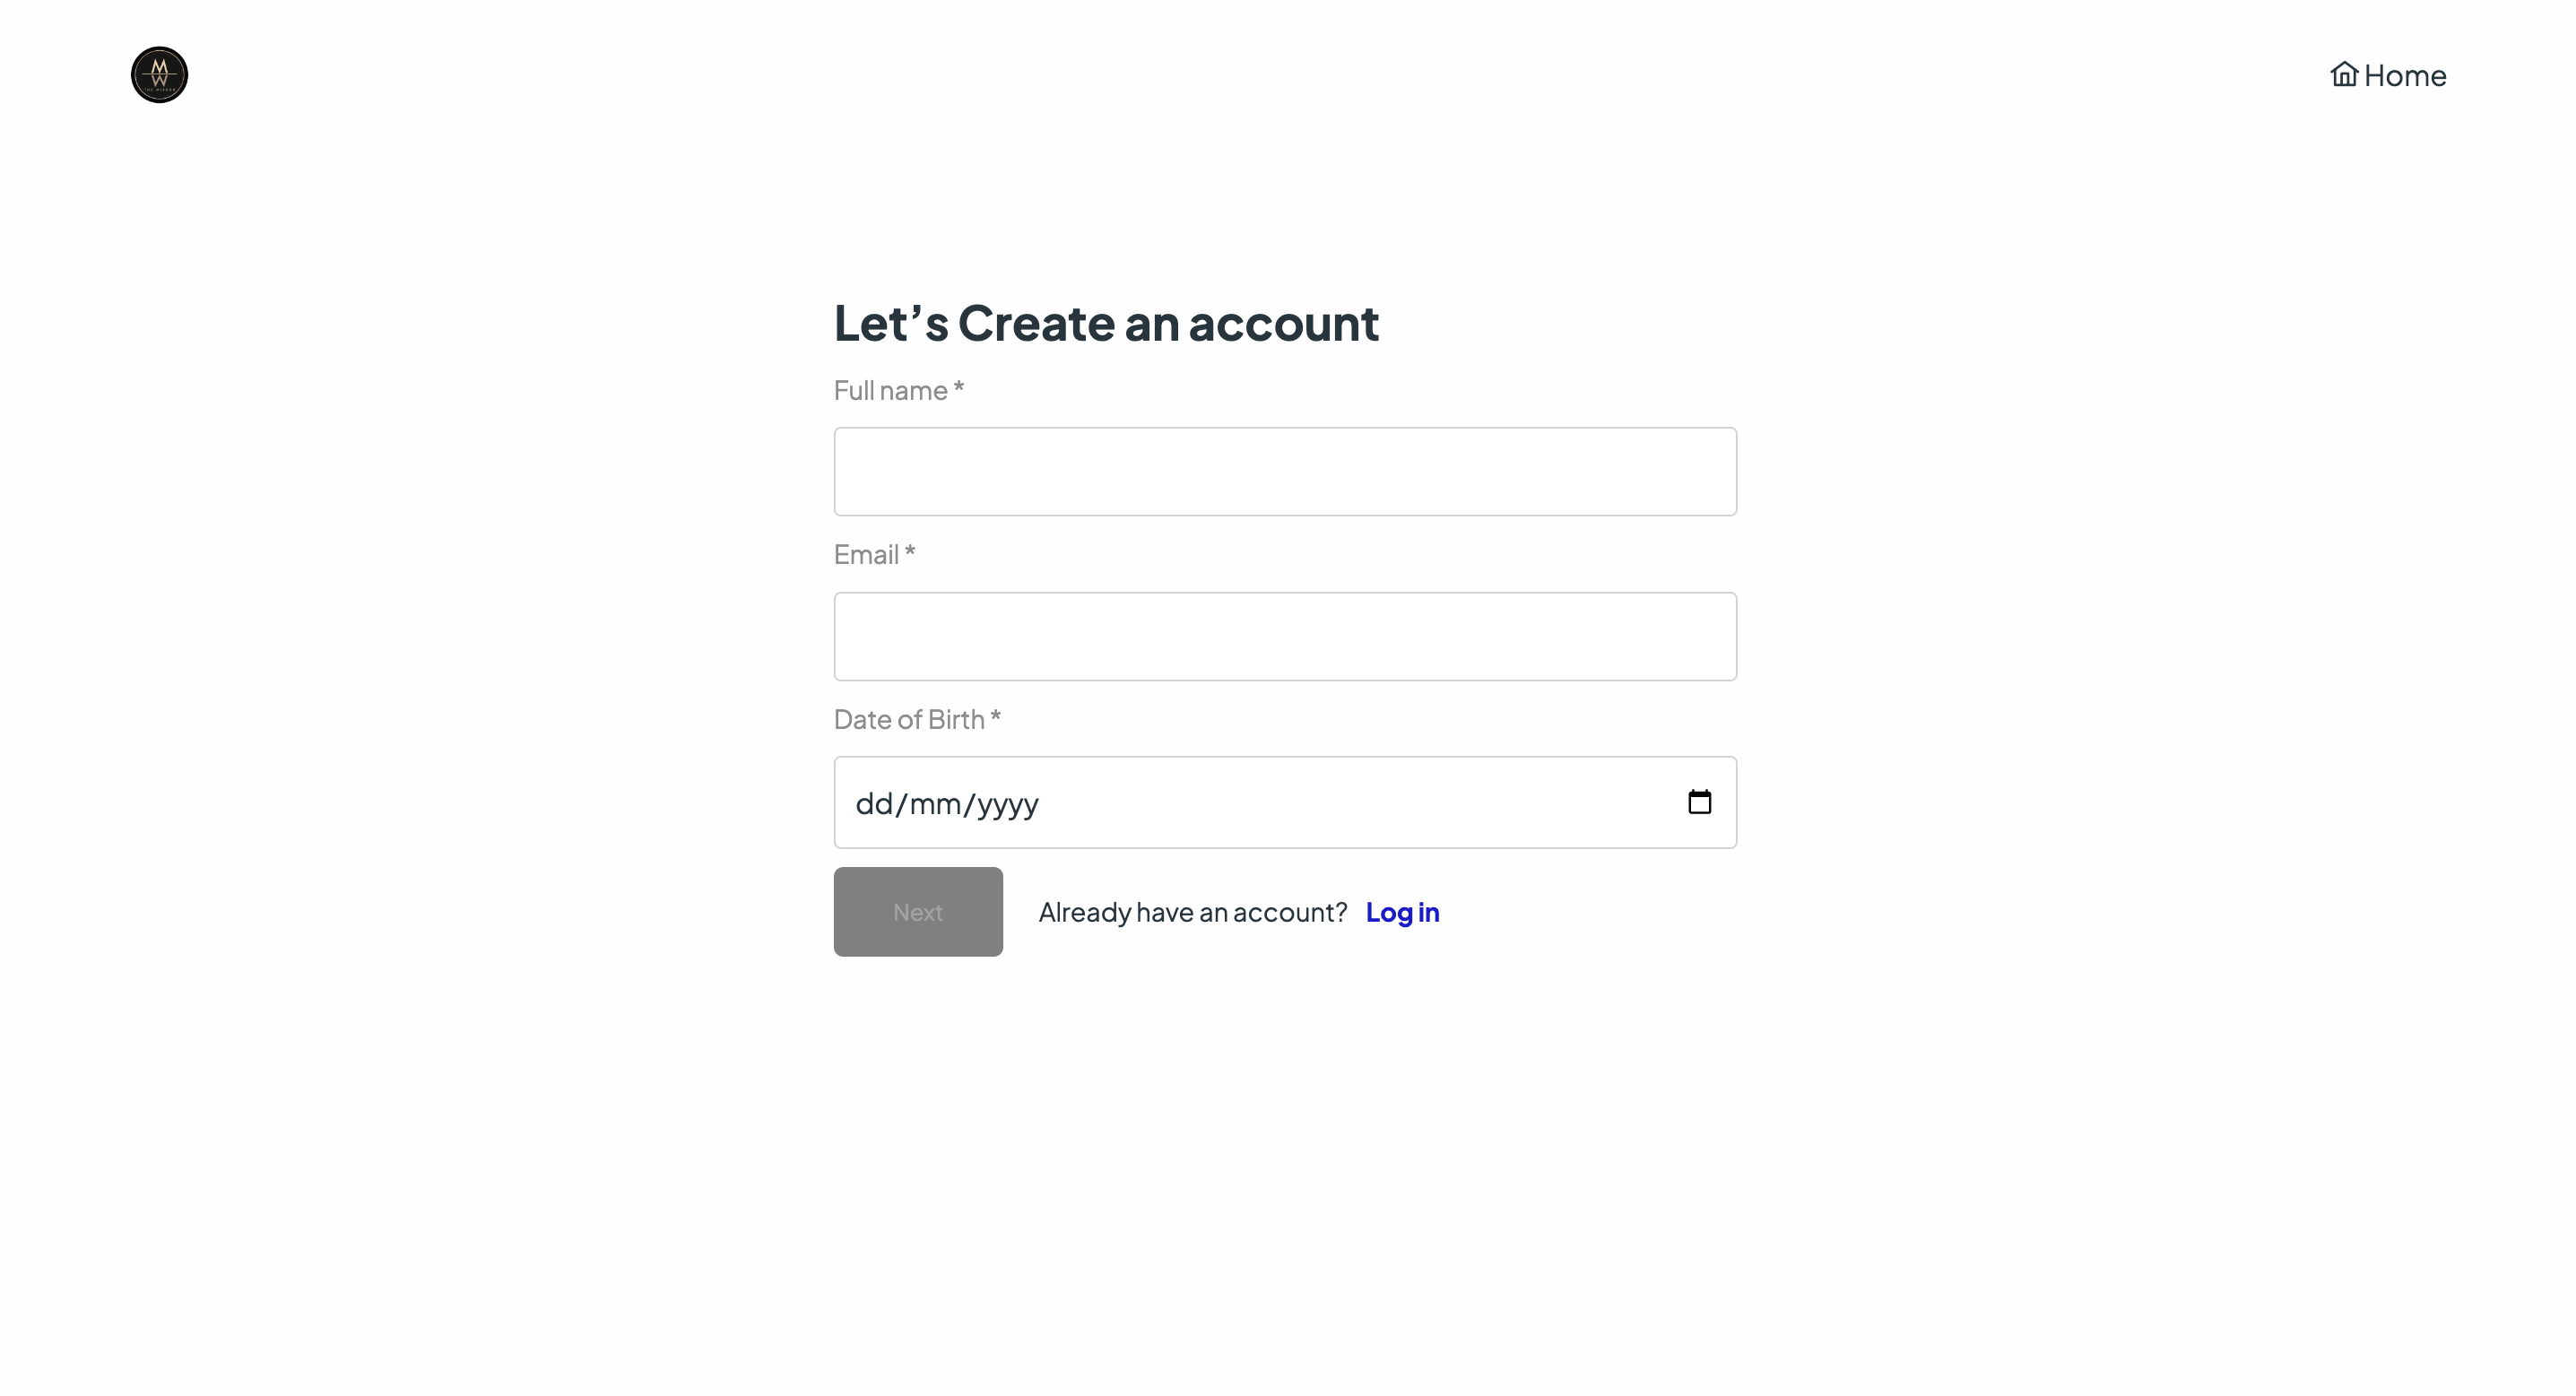 Home
Let’s Create an account
Full name *
Email *
Date of Birth *
dd/mm/yyyy
Next
Already have an account? Log in